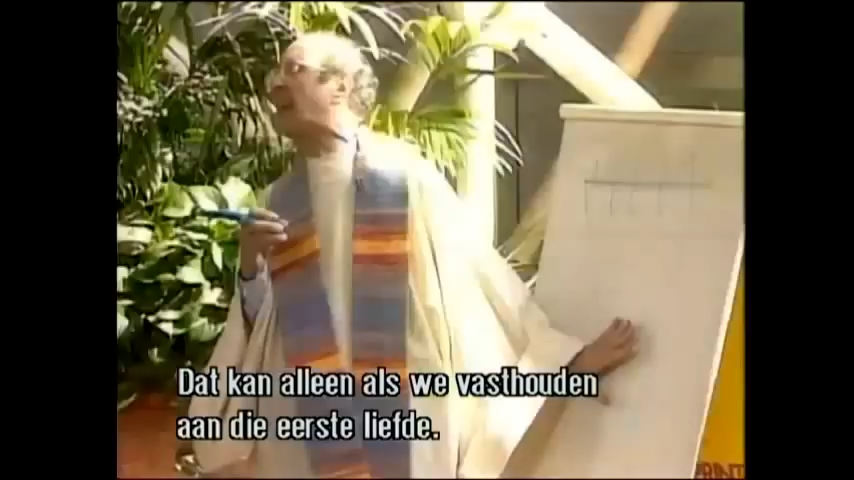 Dat kan alleen als we vasthouden
aan die eerste liefde.